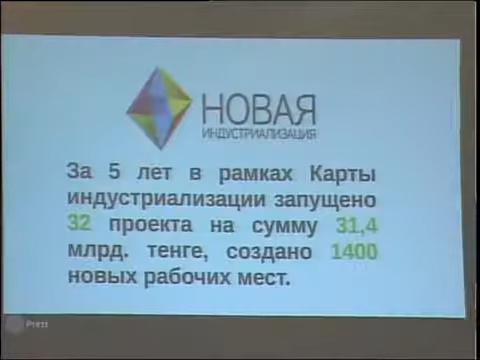 НОВАЯ
ИНДУСТРИАЛИЗАЦИЯ
За 5 лет в рамках Карты
индустриализации запущено
32 проекта на сумму 31,4
млрд. тенге, создано 1400
новых рабочих мест.
Press